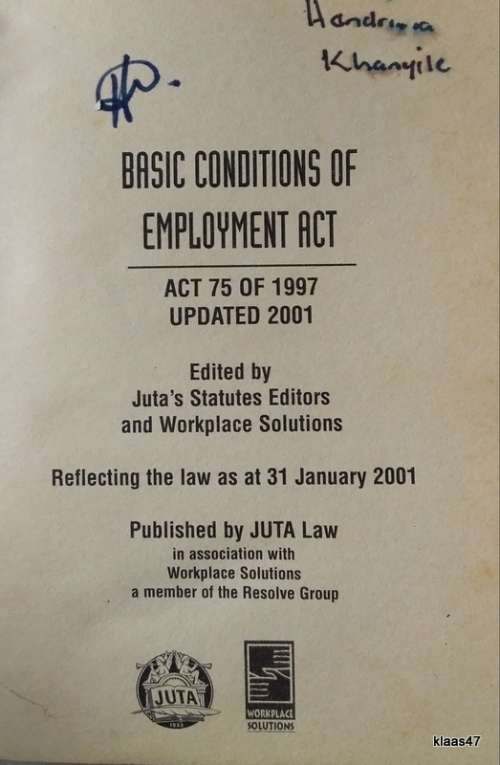 Khanyile
BASIC CONDITIONS OF
EMPLOYMENT ACT
ACT 75 OF 1997
UPDATED 2001
Edited by
Juta's Statutes Editors
and Workplace Solutions
Reflecting the law as at 31 January 2001
Published by JUTA Law
in association with
Workplace Solutions
a member of the Resolve Group
JUTA
WORKPLACE
SOLUTIONS
klaas47